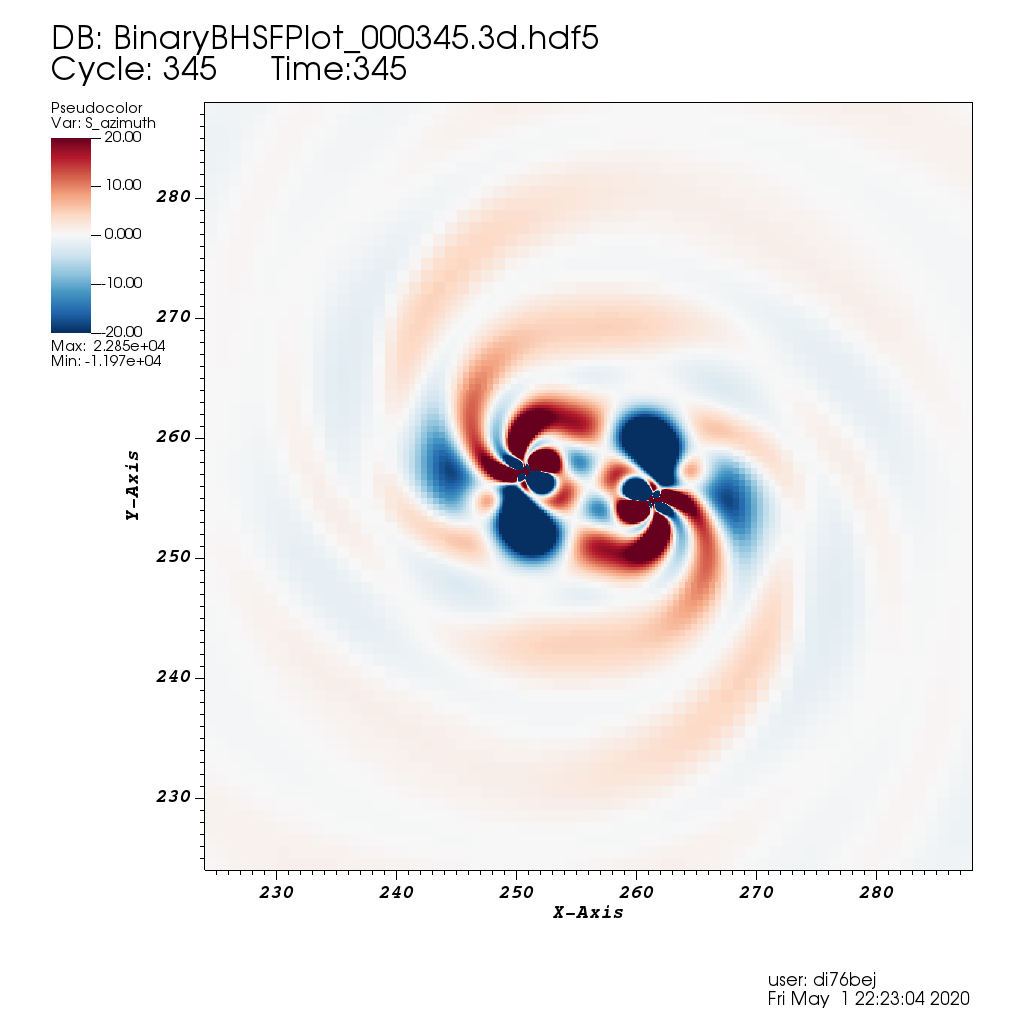 DB: BinaryBHSFPlot_000345.3d.hdf5
Cycle: 345 Time:345
Pseudocolor
Var: S_azimuth
20.00
10.00
0.000
-10.00
-20.00
Max: 2.285e+04
Min: -1.197e+04
280
270
260
250
240
230
Y-Axis
230 240 250 260 270 280
X-Axis
user: di76bej
Fri May 1 22:23:04 2020